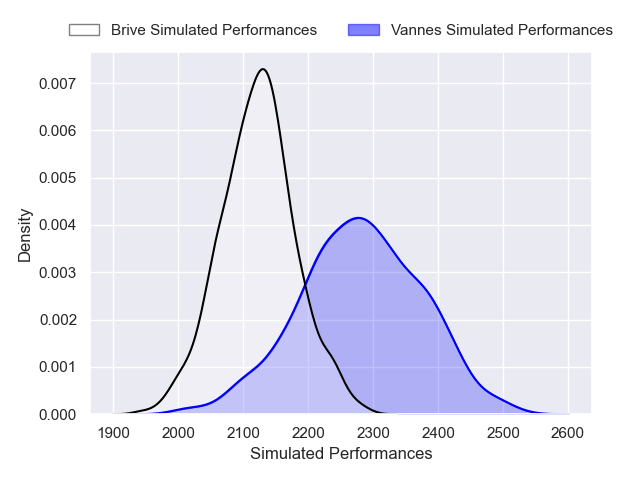 Brive Simulated Performances
Vannes Simulated Performances
0.007
0.006
0.005
0.004
0.003
0.002
0.001
0.000
Density
1900 2000 2100 2200 2300 2400 2500 2600
Simulated Performances